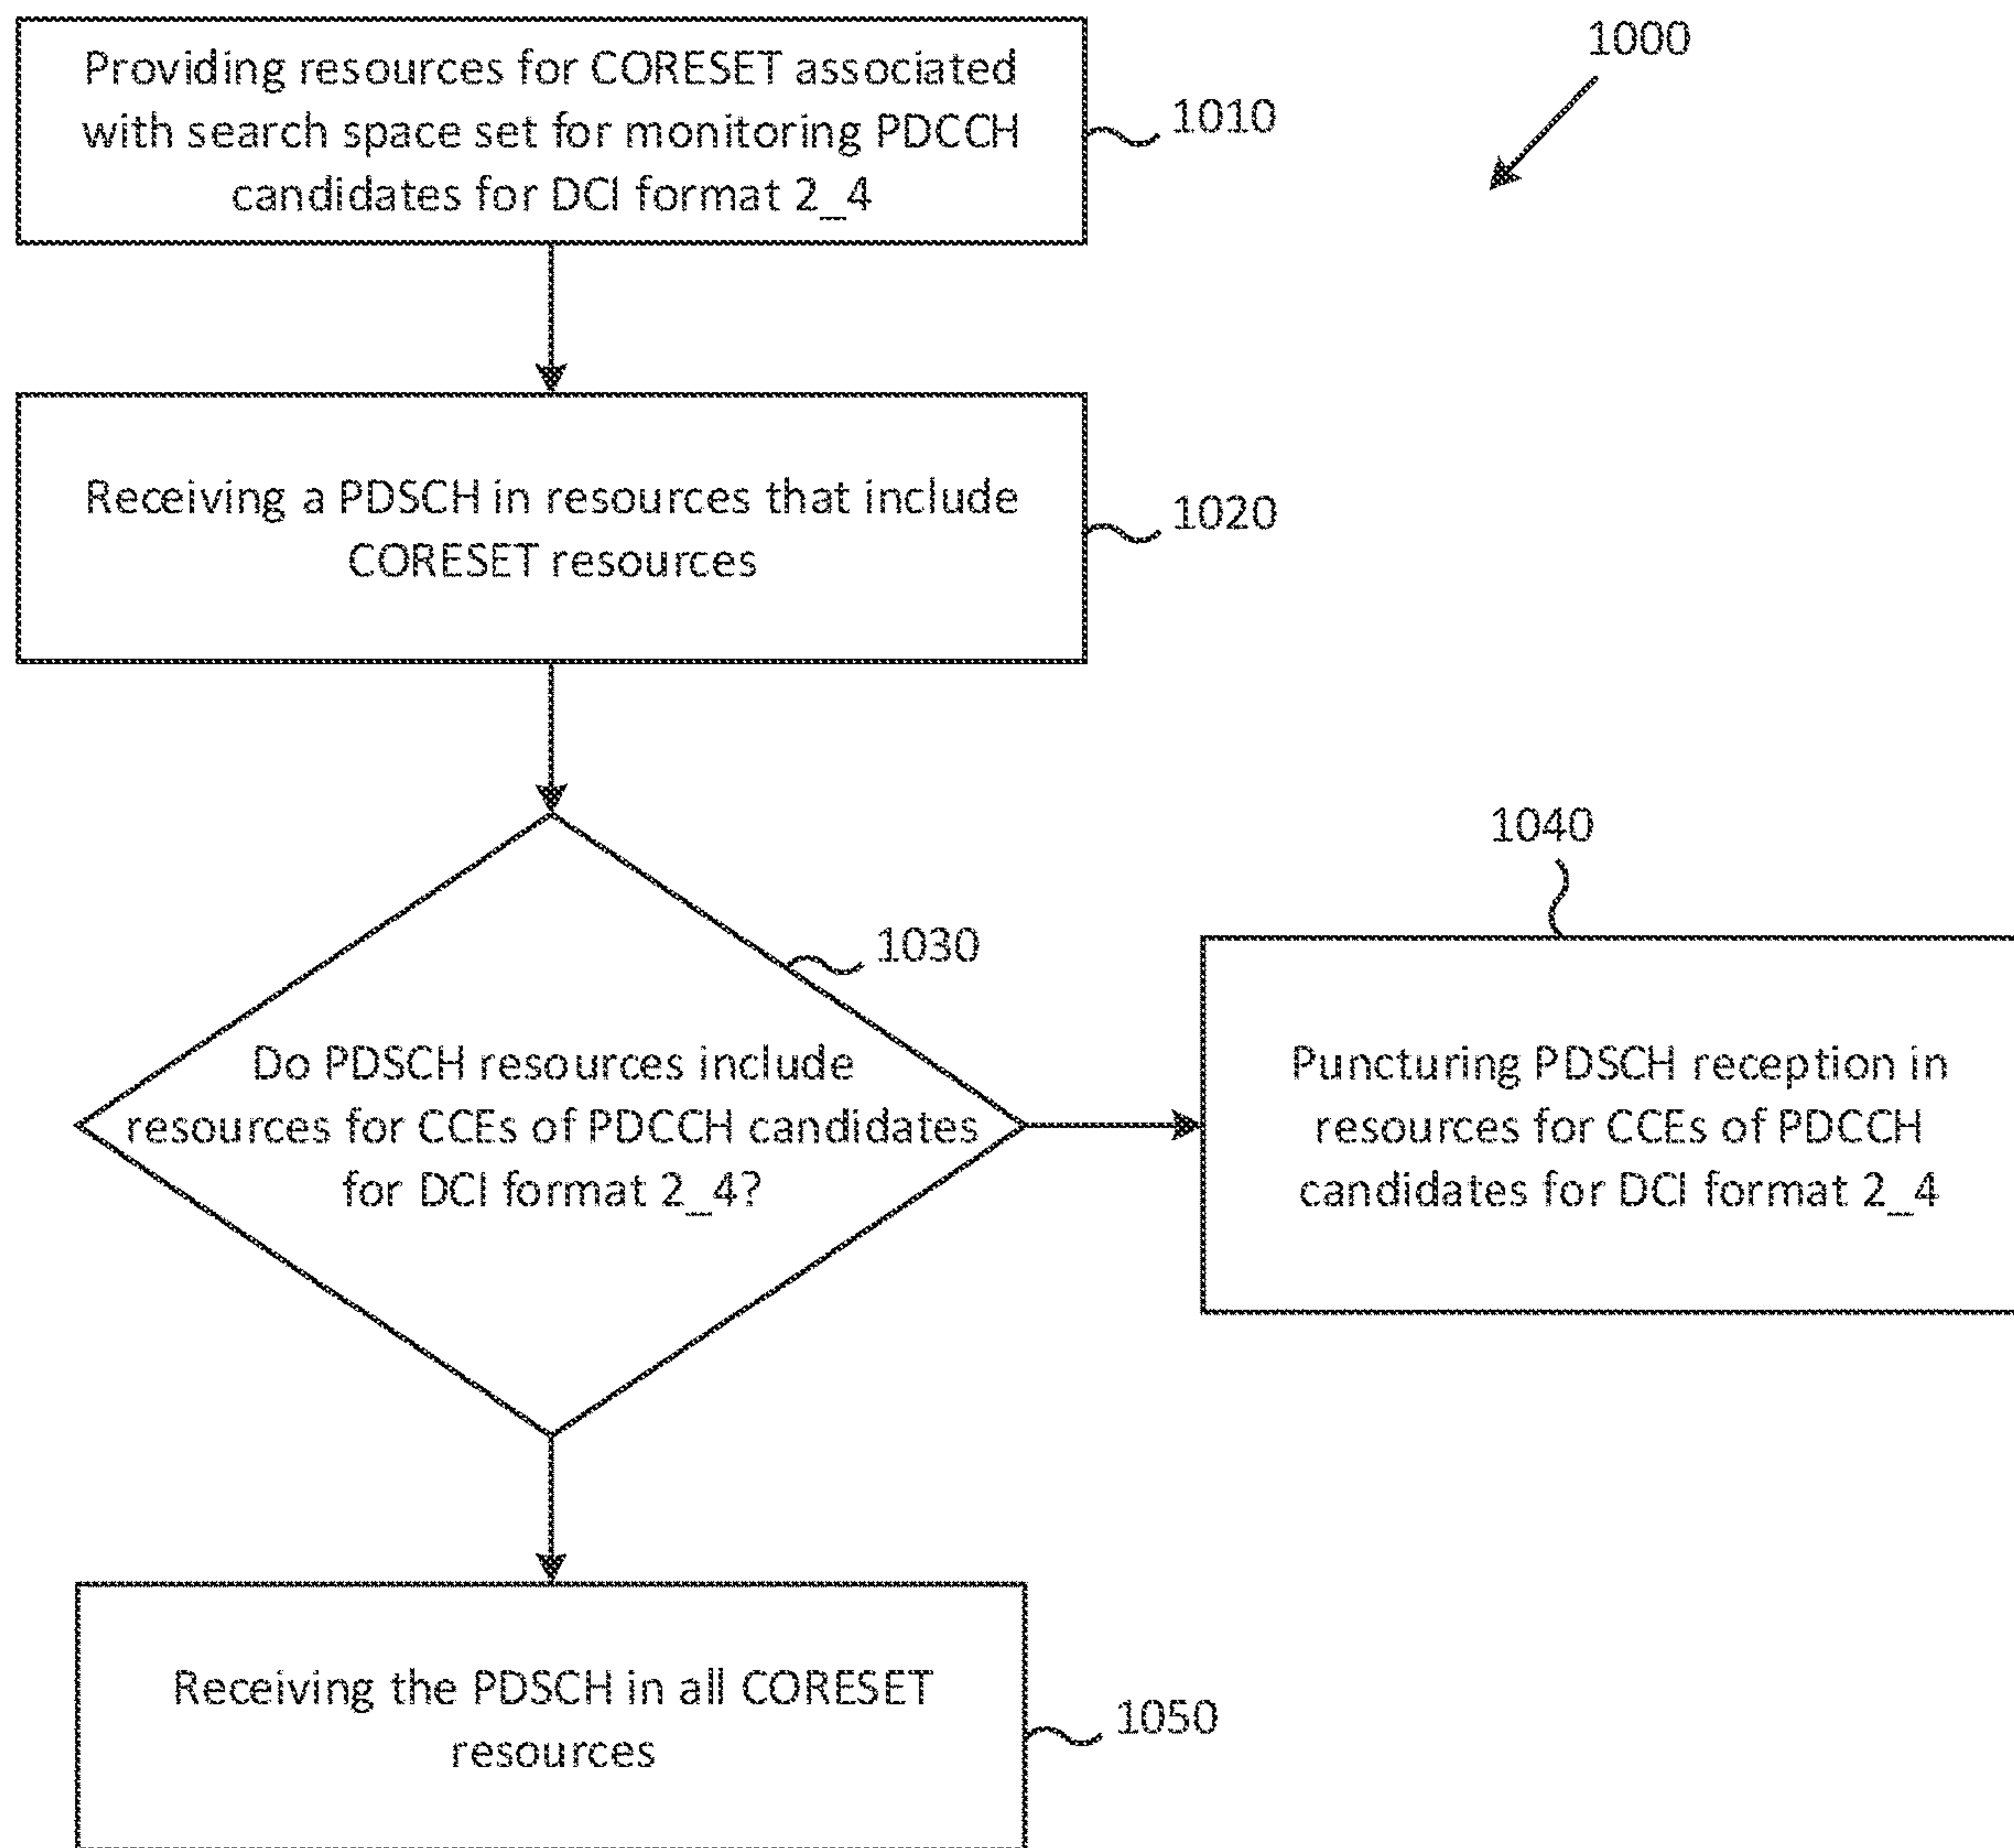 1000
Providing resources for CORESET associated
with search space set for monitoring PDCCH
candidates for DCI format 2_4
1010
Receiving a PDSCH in resources that include
CORESET resources
1020
1030
Do PDSCH resources include
resources for CCEs of PDCCH candidates
for DCI format 2_4?
1040
Puncturing PDSCH reception in
resources for CCEs of PDCCH
candidates for DCI format 2_4
Receiving the PDSCH in all CORESET
resources
1050